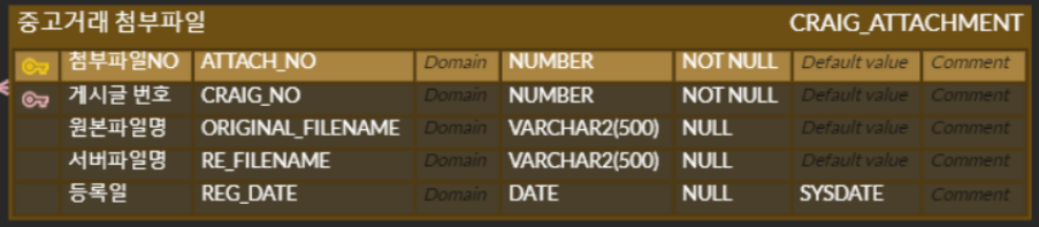 중고거래 첨부파일 CRAIG_ATTACHMENT
첨부파일NO ATTACH_NO Domain NUMBER NOT NULL Default value Comment
게시글 번호 CRAIG_NO Domain NUMBER NOT NULL Default value Comment
원본파일명 ORIGINAL_FILENAME Domain VARCHAR2(500) NULL Default value Comment
서버파일명 RE_FILENAME Domain VARCHAR2(500) NULL Default value Comment
등록일 REG_DATE Domain DATE NULL SYSDATE Comment